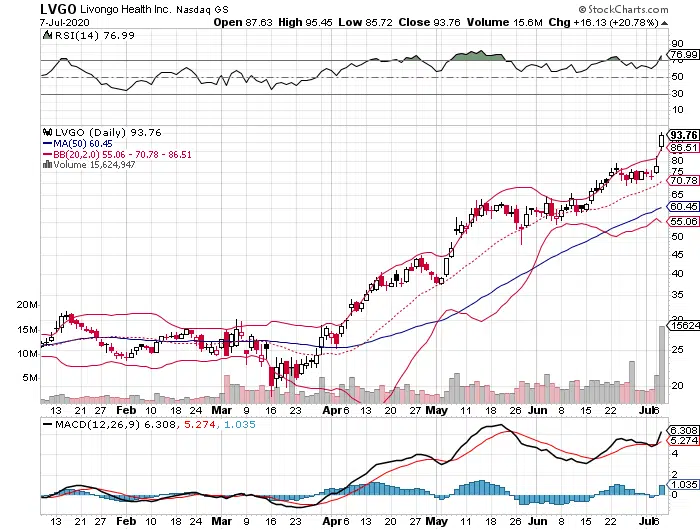 LVGO Livongo Health Inc. Nasdaq GS © StockCharts.com
7-Jul-2020 Open 87.63 High 95.45 Low 85.72 Close 93.76 Volume 15.6M Chg +16.13 (+20.78%)
RSI(14) 76.99
90
76.99
70
50
30
10
LVGO (Daily) 93.76
MA(50) 60.45
BB(20,2.0) 55.06 - 70.78 - 86.51
Volume 15,624,947
93.76
86.51
80
75
70.78
65
60.45
55.06
50
45
40
35
30
25
20
20M
15M
10M
5M
15624
13 21 27 Feb 10 18 24 Mar 9 16 23 Apr 6 13 20 27 May 11 18 26 Jun 8 15 22 Jul 6
MACD(12,26,9) 6.308, 5.274, 1.035
6.308
5.274
4
3
2
1.035
0
13 21 27 Feb 10 18 24 Mar 9 16 23 Apr 6 13 20 27 May 11 18 26 Jun 8 15 22 Jul 6